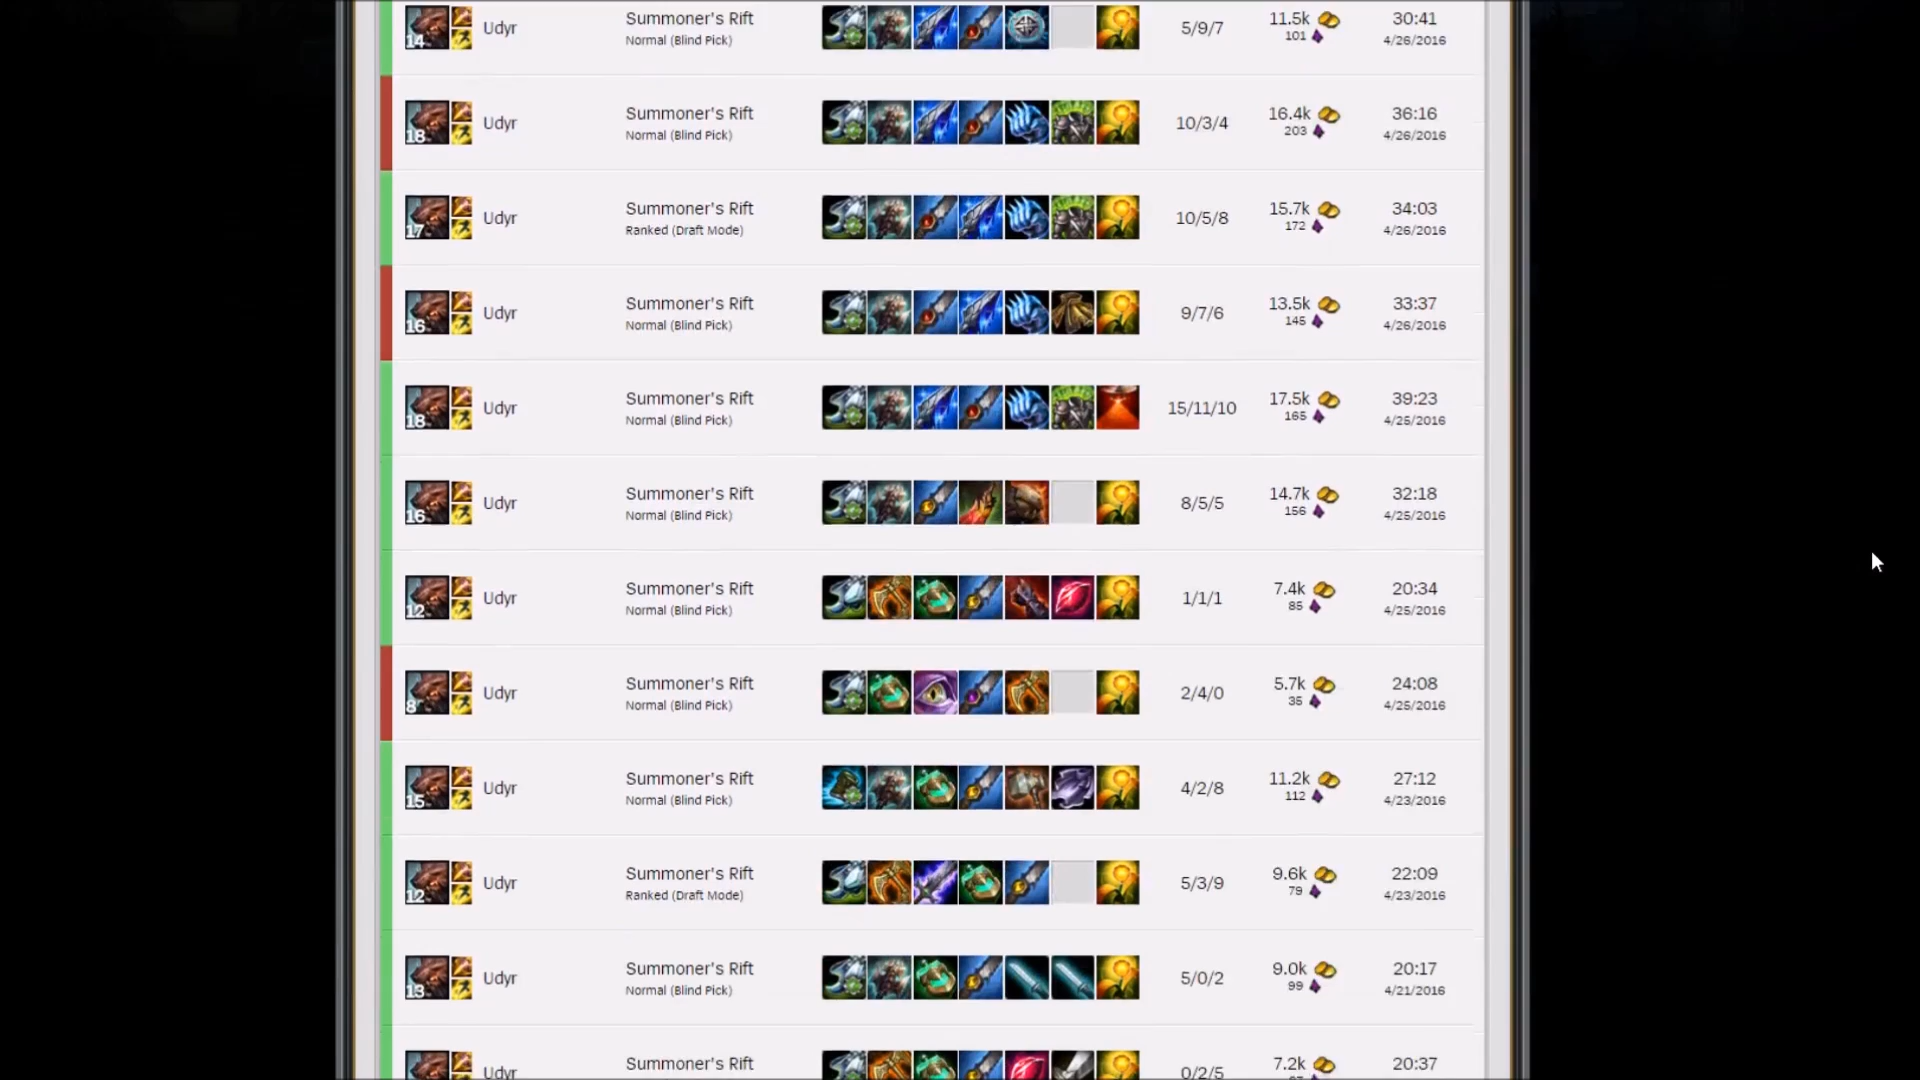 14 Udyr Summoner's Rift 5/9/7 11.5k 30:41
Normal (Blind Pick) 101 4/26/2016
18 Udyr Summoner's Rift 10/3/4 16.4k 36:16
Normal (Blind Pick) 203 4/26/2016
17 Udyr Summoner's Rift 10/5/8 15.7k 34:03
Ranked (Draft Mode) 172 4/26/2016
16 Udyr Summoner's Rift 9/7/6 13.5k 33:37
Normal (Blind Pick) 145 4/26/2016
18 Udyr Summoner's Rift 15/11/10 17.5k 39:23
Normal (Blind Pick) 165 4/25/2016
16 Udyr Summoner's Rift 8/5/5 14.7k 32:18
Normal (Blind Pick) 156 4/25/2016
12 Udyr Summoner's Rift 1/1/1 7.4k 20:34
Normal (Blind Pick) 85 4/25/2016
8 Udyr Summoner's Rift 2/4/0 5.7k 24:08
Normal (Blind Pick) 35 4/25/2016
15 Udyr Summoner's Rift 4/2/8 11.2k 27:12
Normal (Blind Pick) 112 4/23/2016
12 Udyr Summoner's Rift 5/3/9 9.6k 22:09
Ranked (Draft Mode) 79 4/23/2016
13 Udyr Summoner's Rift 5/0/2 9.0k 20:17
Normal (Blind Pick) 99 4/21/2016
Udyr Summoner's Rift 0/2/5 7.2k 20:37